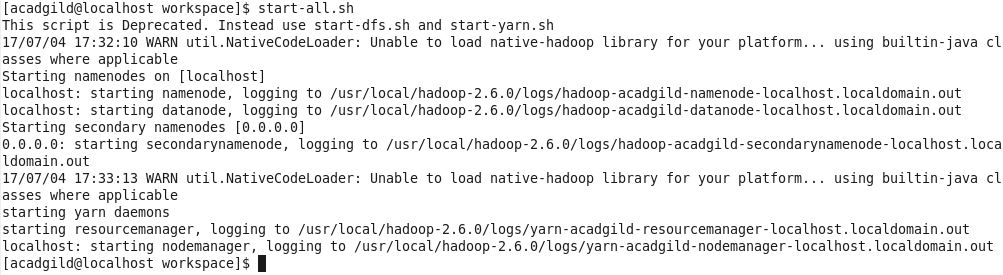 [acadgild@localhost workspace]$ start-all.sh
This script is Deprecated. Instead use start-dfs.sh and start-yarn.sh
17/07/04 17:32:10 WARN util.NativeCodeLoader: Unable to load native-hadoop library for your platform... using builtin-java cl
asses where applicable
Starting namenodes on [localhost]
localhost: starting namenode, logging to /usr/local/hadoop-2.6.0/logs/hadoop-acadgild-namenode-localhost.localdomain.out
localhost: starting datanode, logging to /usr/local/hadoop-2.6.0/logs/hadoop-acadgild-datanode-localhost.localdomain.out
Starting secondary namenodes [0.0.0.0]
0.0.0.0: starting secondarynamenode, logging to /usr/local/hadoop-2.6.0/logs/hadoop-acadgild-secondarynamenode-localhost.loca
ldomain.out
17/07/04 17:33:13 WARN util.NativeCodeLoader: Unable to load native-hadoop library for your platform... using builtin-java cl
asses where applicable
starting yarn daemons
starting resourcemanager, logging to /usr/local/hadoop-2.6.0/logs/yarn-acadgild-resourcemanager-localhost.localdomain.out
localhost: starting nodemanager, logging to /usr/local/hadoop-2.6.0/logs/yarn-acadgild-nodemanager-localhost.localdomain.out
[acadgild@localhost workspace]$